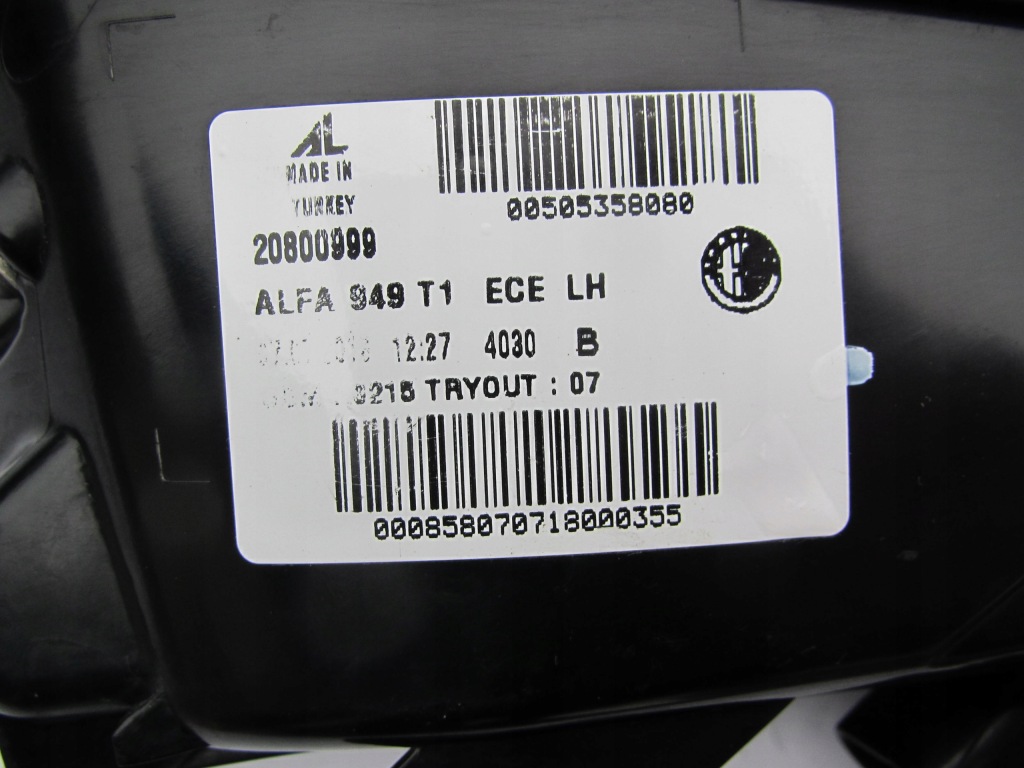 AL
MADE IN
TURKEY
00505358080
20800999
ALFA 949 T1 ECE LH
12:27 4030 B
TRYOUT : 07
000858070718000355